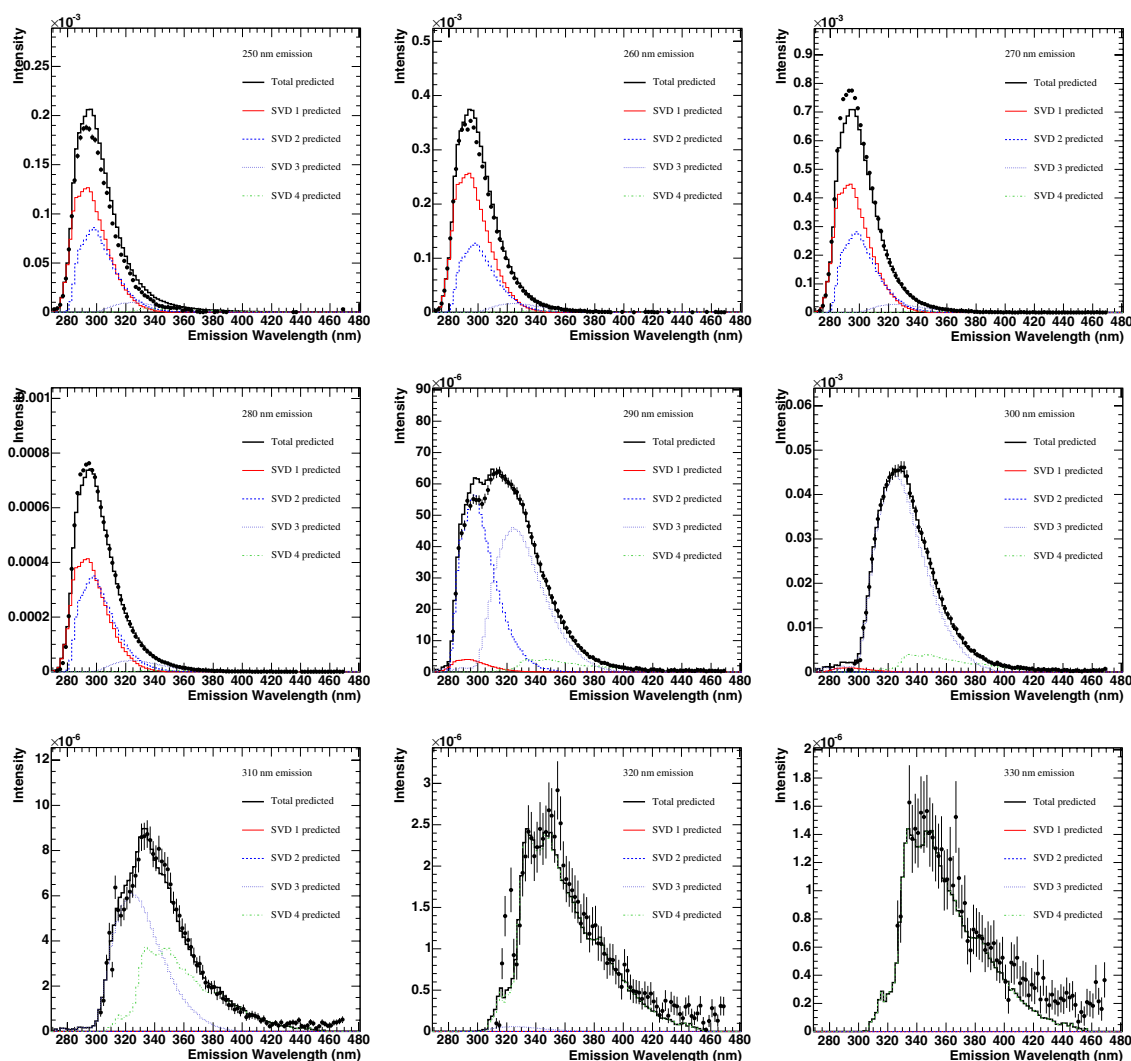 ×10⁻³ ×10⁻³ ×10⁻³
Intensity Intensity Intensity
250 nm emission 260 nm emission 270 nm emission
Total predicted Total predicted Total predicted
SVD 1 predicted SVD 1 predicted SVD 1 predicted
SVD 2 predicted SVD 2 predicted SVD 2 predicted
SVD 3 predicted SVD 3 predicted SVD 3 predicted
SVD 4 predicted SVD 4 predicted SVD 4 predicted
0.25 0.5 0.9
0.2 0.4 0.8
0.15 0.3 0.7
0.1 0.2 0.6
0.05 0.1 0.5
0 0 0.4
0.3
0.2
0.1
0
280 300 320 340 360 380 400 420 440 460 480 280 300 320 340 360 380 400 420 440 460 480 280 300 320 340 360 380 400 420 440 460 480
Emission Wavelength (nm) Emission Wavelength (nm) Emission Wavelength (nm)
×10⁻⁶ ×10⁻³
Intensity Intensity Intensity
280 nm emission 290 nm emission 300 nm emission
Total predicted Total predicted Total predicted
SVD 1 predicted SVD 1 predicted SVD 1 predicted
SVD 2 predicted SVD 2 predicted SVD 2 predicted
SVD 3 predicted SVD 3 predicted SVD 3 predicted
SVD 4 predicted SVD 4 predicted SVD 4 predicted
0.001 90 0.06
0.0008 80 0.05
0.0006 70 0.04
0.0004 60 0.03
0.0002 50 0.02
0 40 0.01
30 0
20
10
0
280 300 320 340 360 380 400 420 440 460 480 280 300 320 340 360 380 400 420 440 460 480 280 300 320 340 360 380 400 420 440 460 480
Emission Wavelength (nm) Emission Wavelength (nm) Emission Wavelength (nm)
×10⁻⁶ ×10⁻⁶ ×10⁻⁶
Intensity Intensity Intensity
310 nm emission 320 nm emission 330 nm emission
Total predicted Total predicted Total predicted
SVD 1 predicted SVD 1 predicted SVD 1 predicted
SVD 2 predicted SVD 2 predicted SVD 2 predicted
SVD 3 predicted SVD 3 predicted SVD 3 predicted
SVD 4 predicted SVD 4 predicted SVD 4 predicted
12 3 2
10 2.5 1.8
8 2 1.6
6 1.5 1.4
4 1 1.2
2 0.5 1
0 0 0.8
0.6
0.4
0.2
0
280 300 320 340 360 380 400 420 440 460 480 280 300 320 340 360 380 400 420 440 460 480 280 300 320 340 360 380 400 420 440 460 480
Emission Wavelength (nm) Emission Wavelength (nm) Emission Wavelength (nm)